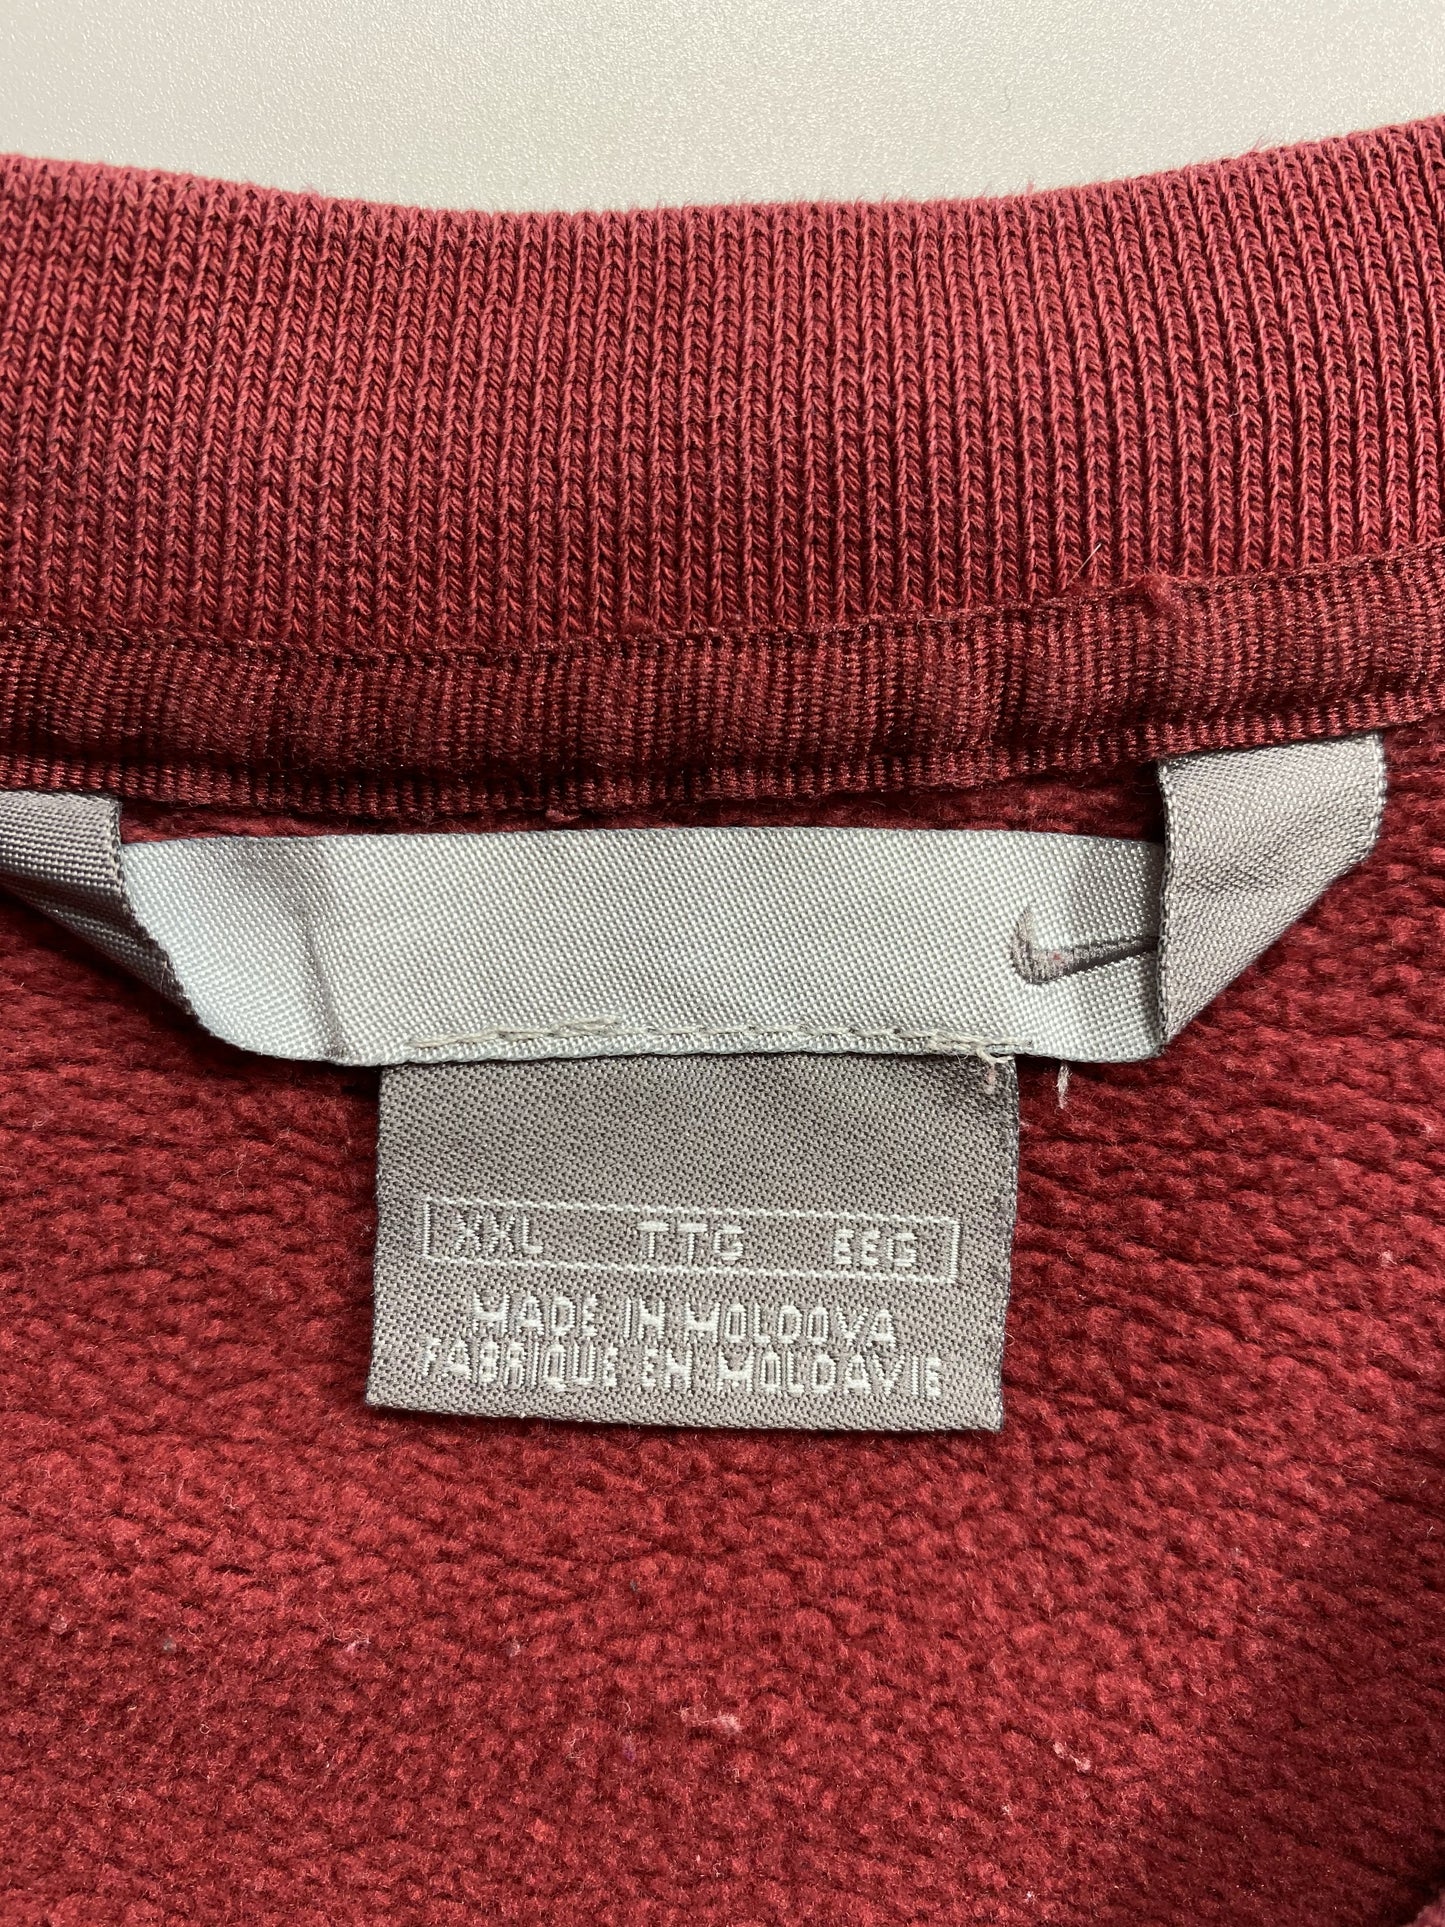 XXL TTG EEG
MADE IN MOLDOVA
FABRIQUE EN MOLDAVIE